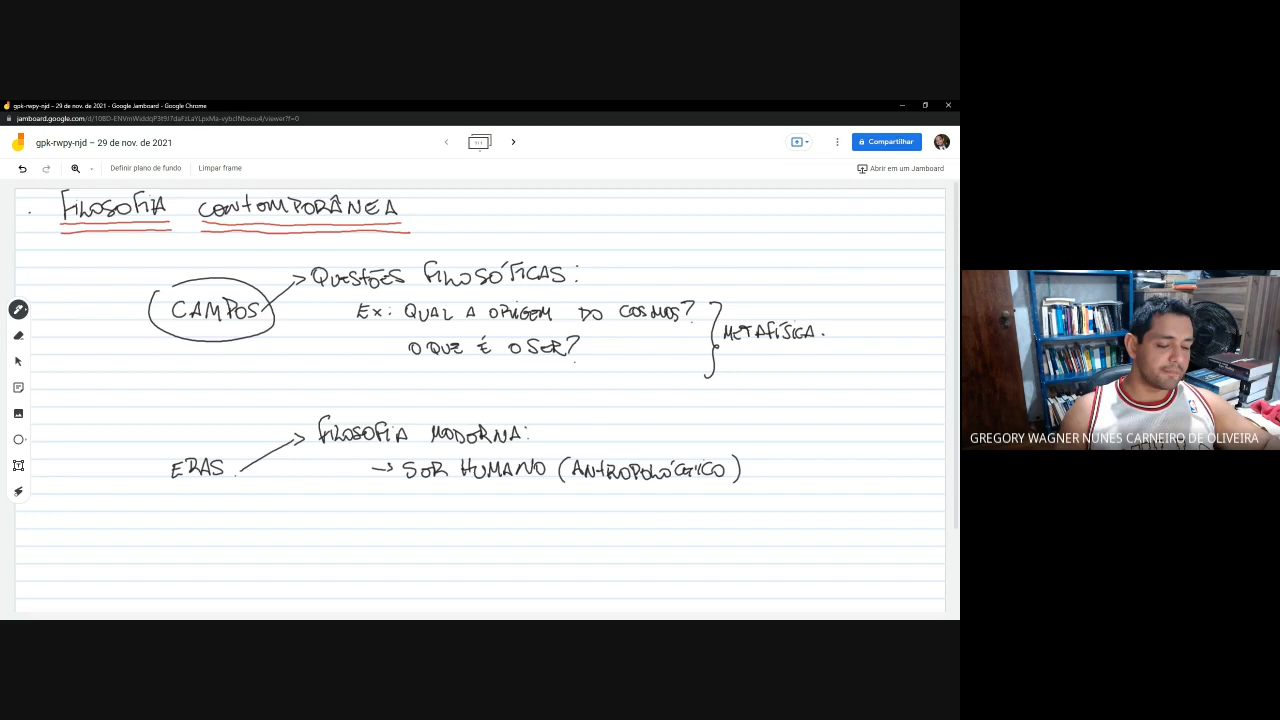 gpk-rwpy-njd – 29 de nov. de 2021 - Google Jamboard - Google Chrome
gpk-rwpy-njd – 29 de nov. de 2021
Compartilhar
Definir plano de fundo
Limpar frame
Abrir em um Jamboard
FILOSOFIA CONTEMPORÂNEA
CAMPOS
QUESTÕES FILOSÓFICAS:
EX: QUAL A ORIGEM DO COSMOS?
O QUE É O SER?
METAFÍSICA.
FILOSOFIA MODERNA:
ERAS
→ SER HUMANO (ANTROPOLÓGICO)
GREGORY WAGNER NUNES CARNEIRO DE OLIVEIRA